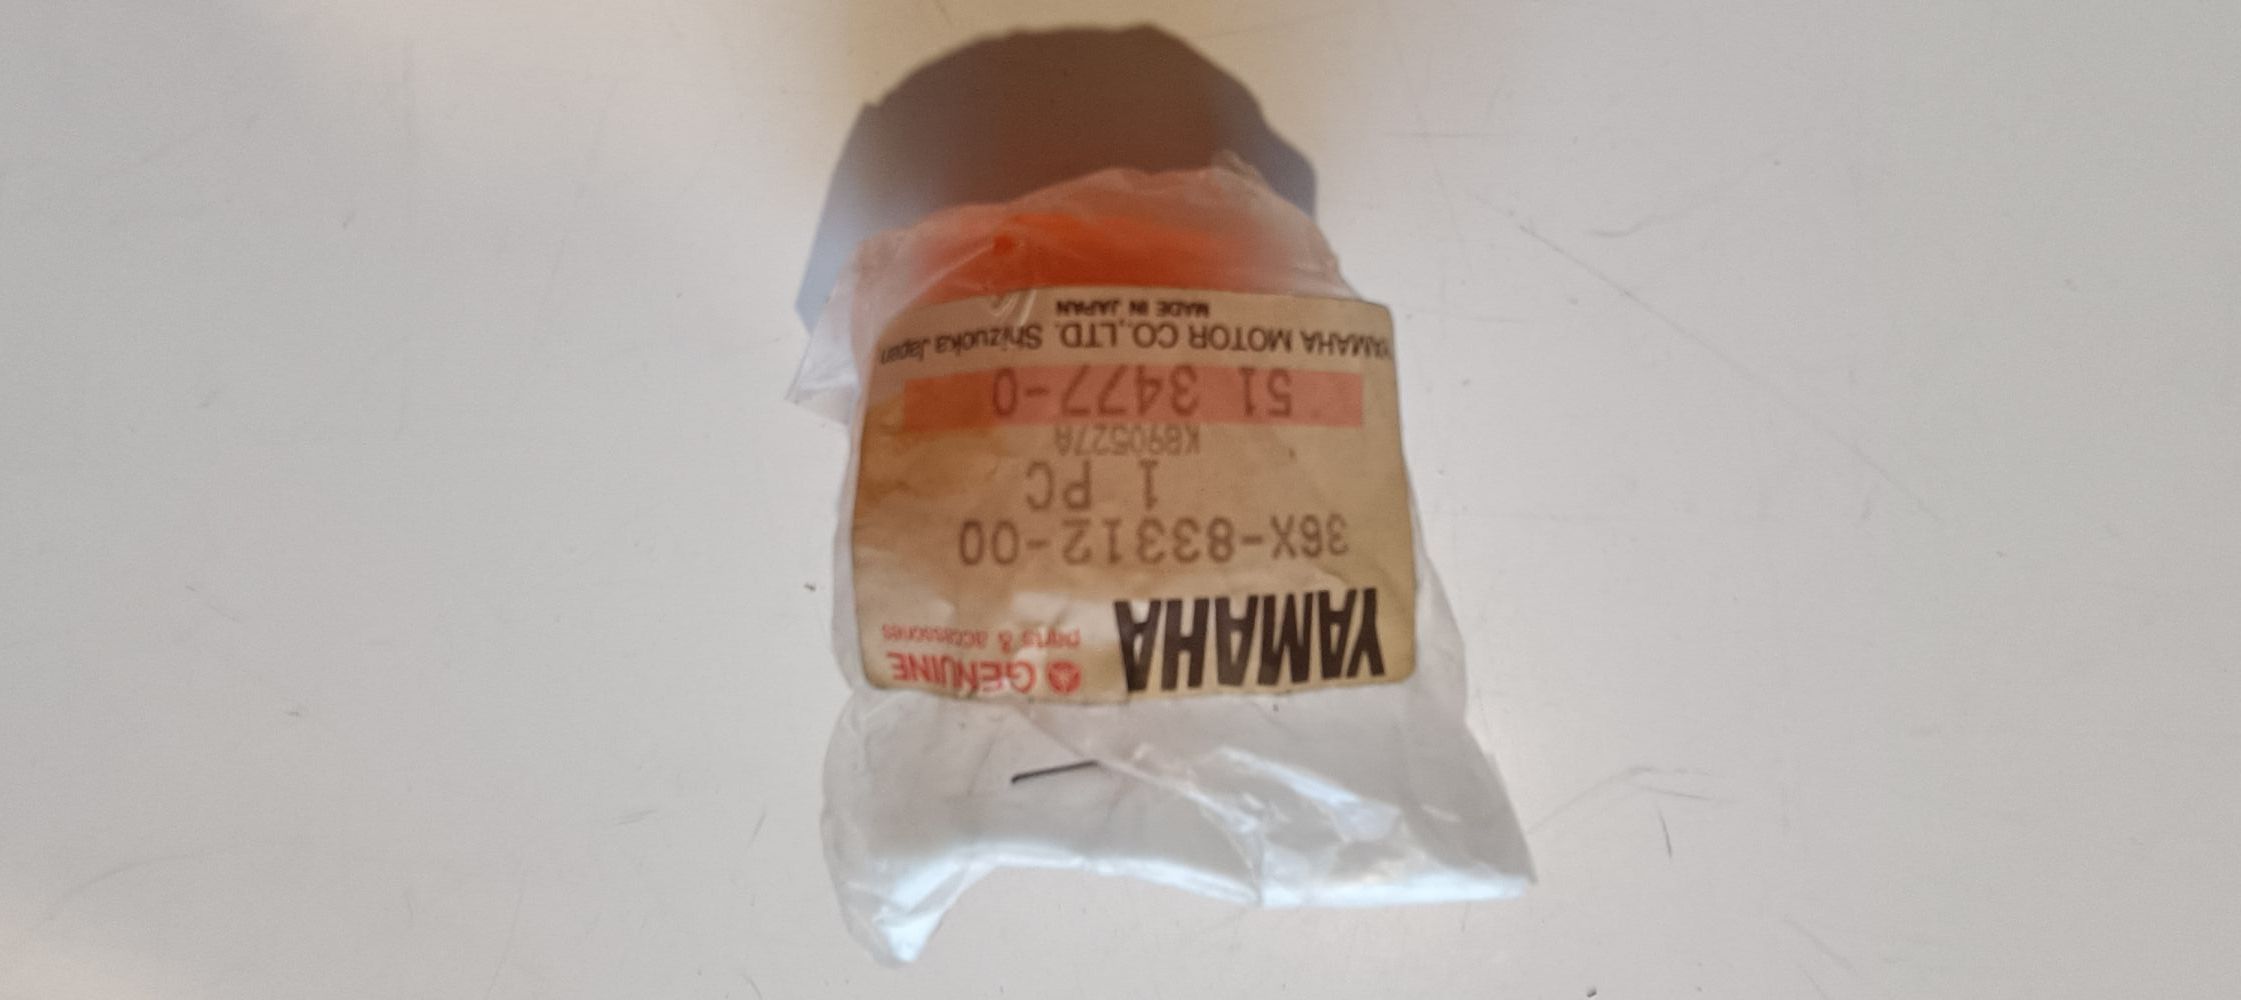 YAMAHA GENUINE
parts & accessories
36X-83312-00
1 PC
K890527A
51 3477-0
YAMAHA MOTOR CO.,LTD. Shizuoka Japan
MADE IN JAPAN